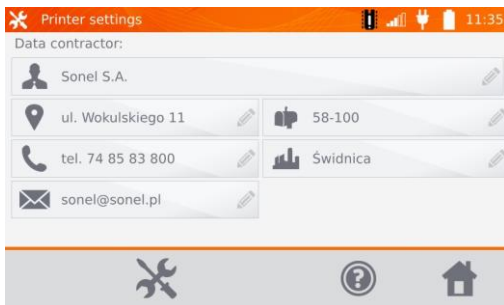 Printer settings
11:35
Data contractor:
Sonel S.A.
ul. Wokulskiego 11
58-100
tel. 74 85 83 800
Świdnica
sonel@sonel.pl